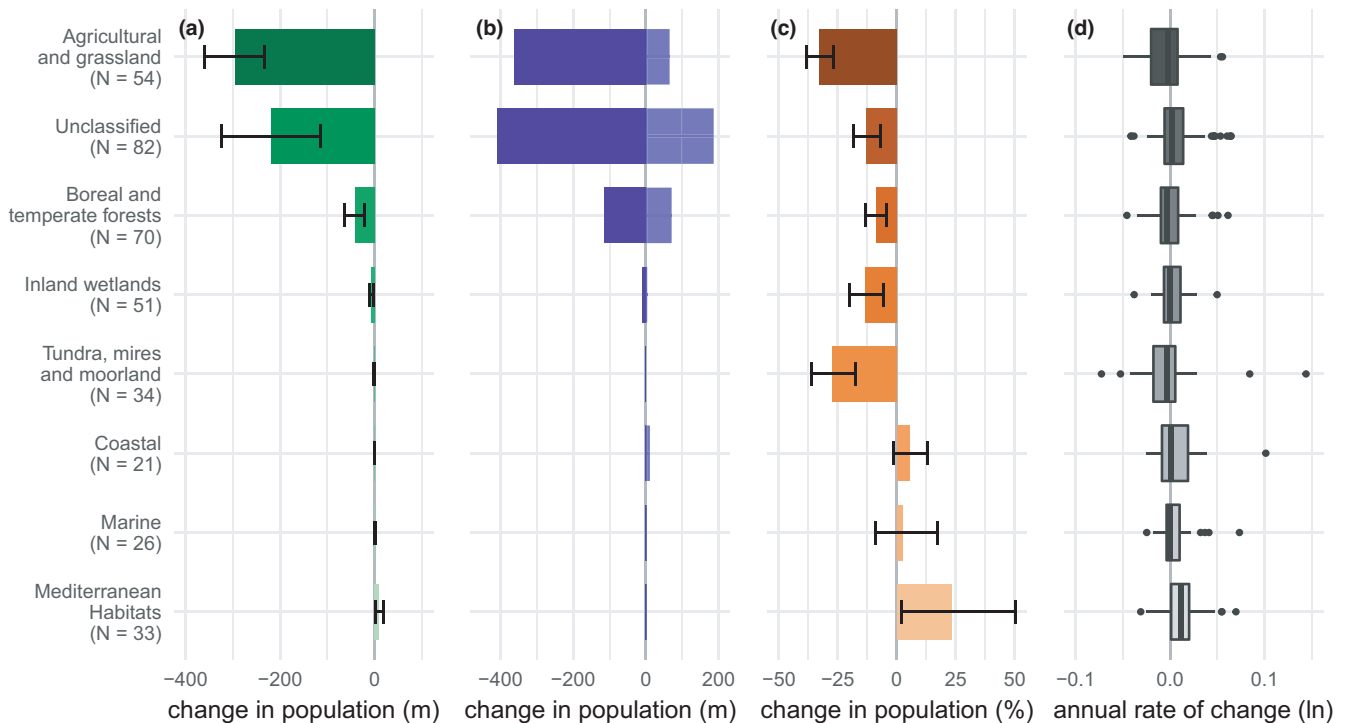 (a)
(b)
(c)
(d)
Agricultural
and grassland
(N = 54)
Unclassified
(N = 82)
Boreal and
temperate forests
(N = 70)
Inland wetlands
(N = 51)
Tundra, mires
and moorland
(N = 34)
Coastal
(N = 21)
Marine
(N = 26)
Mediterranean
Habitats
(N = 33)
−400 −200 0
−400 −200 0 200
−50 −25 0 25 50
−0.1 0.0 0.1
change in population (m)
change in population (m)
change in population (%)
annual rate of change (ln)